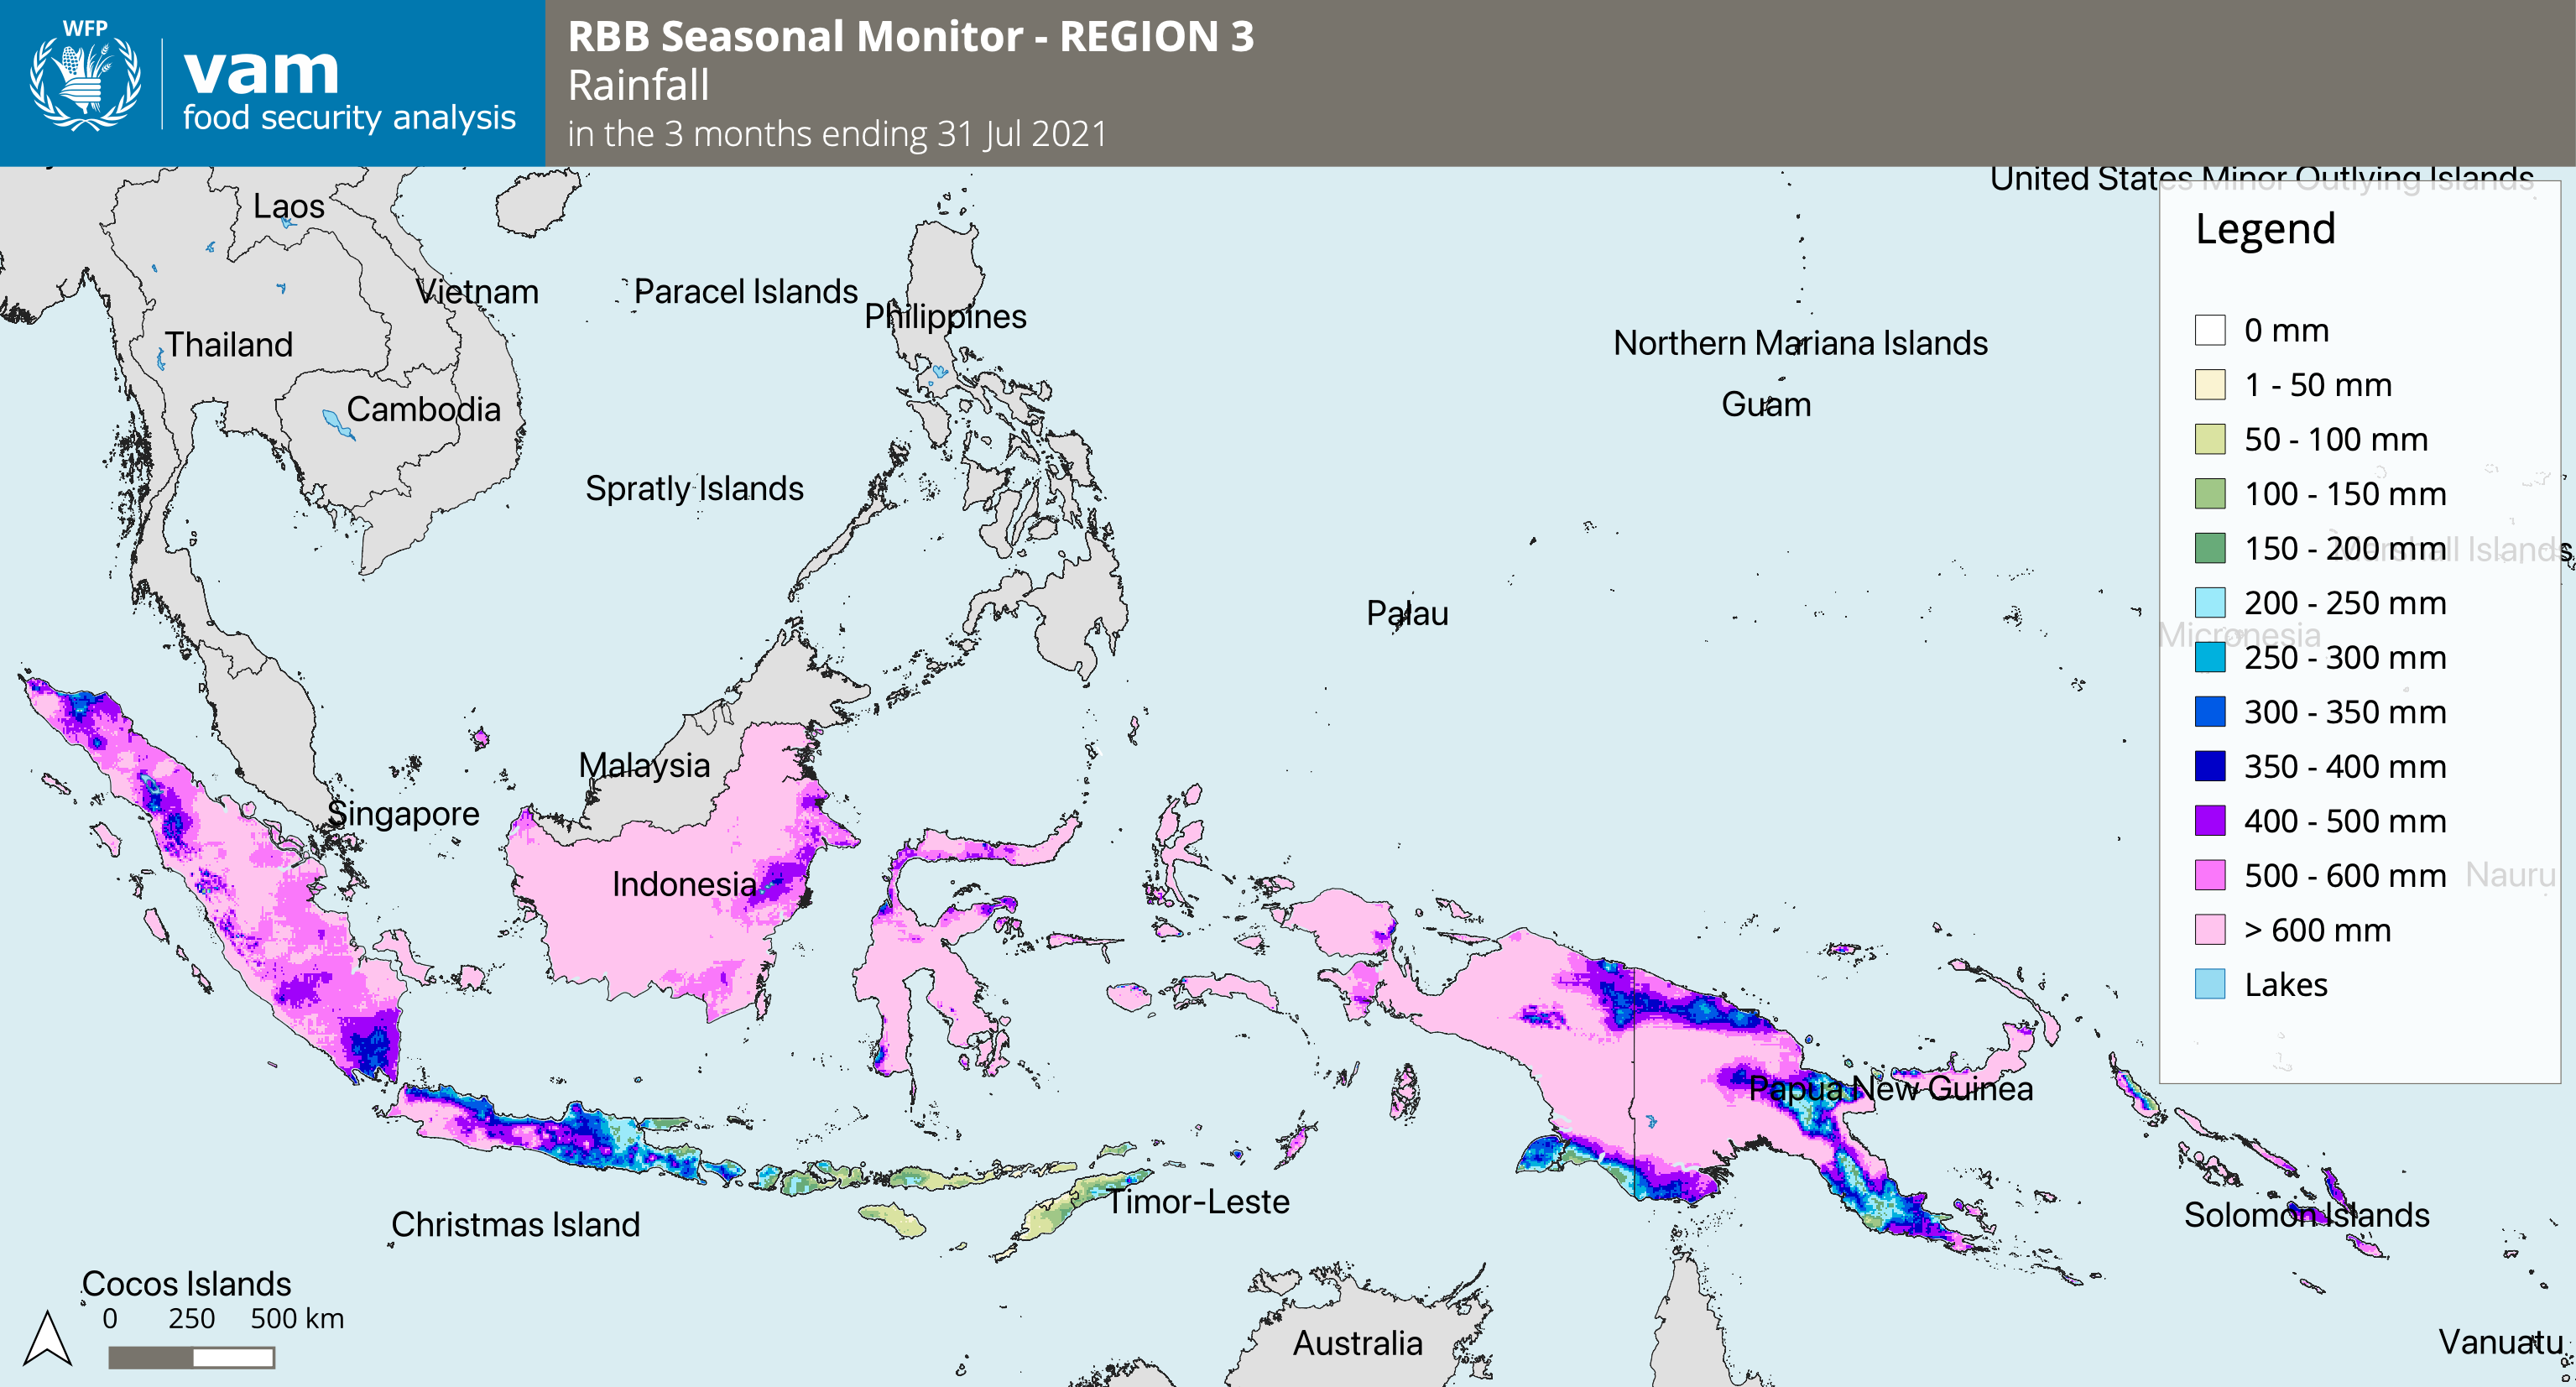 WFP
vam
food security analysis
RBB Seasonal Monitor - REGION 3
Rainfall
in the 3 months ending 31 Jul 2021
United States Minor Outlying Islands
Laos
Vietnam
Paracel Islands
Philippines
Thailand
Northern Mariana Islands
Cambodia
Guam
Spratly Islands
Palau
Marshall Islands
Micronesia
Malaysia
Singapore
Indonesia
Nauru
Papua New Guinea
Timor-Leste
Christmas Island
Solomon Islands
Cocos Islands
Australia
Vanuatu
0 250 500 km
Legend
0 mm
1 - 50 mm
50 - 100 mm
100 - 150 mm
150 - 200 mm
200 - 250 mm
250 - 300 mm
300 - 350 mm
350 - 400 mm
400 - 500 mm
500 - 600 mm
> 600 mm
Lakes